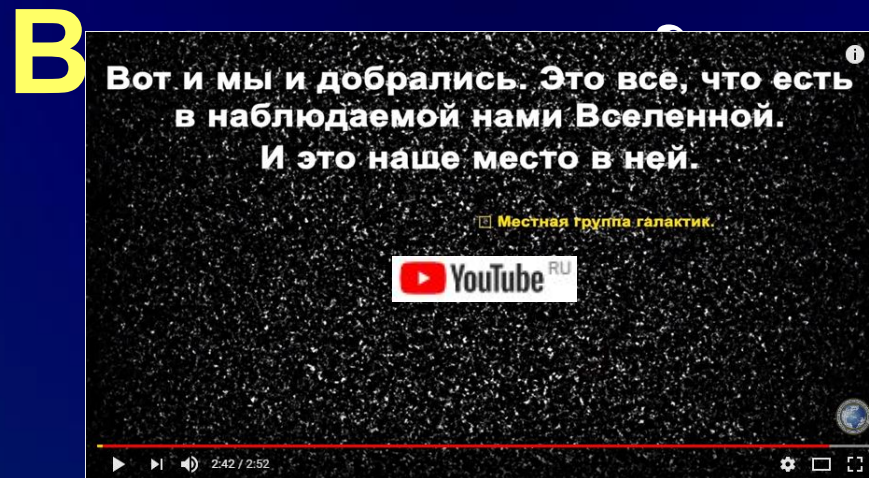 В
Вот и мы и добрались. Это все, что есть
в наблюдаемой нами Вселенной.
И это наше место в ней.
Местная группа галактик.
YouTube RU
2:42 / 2:52